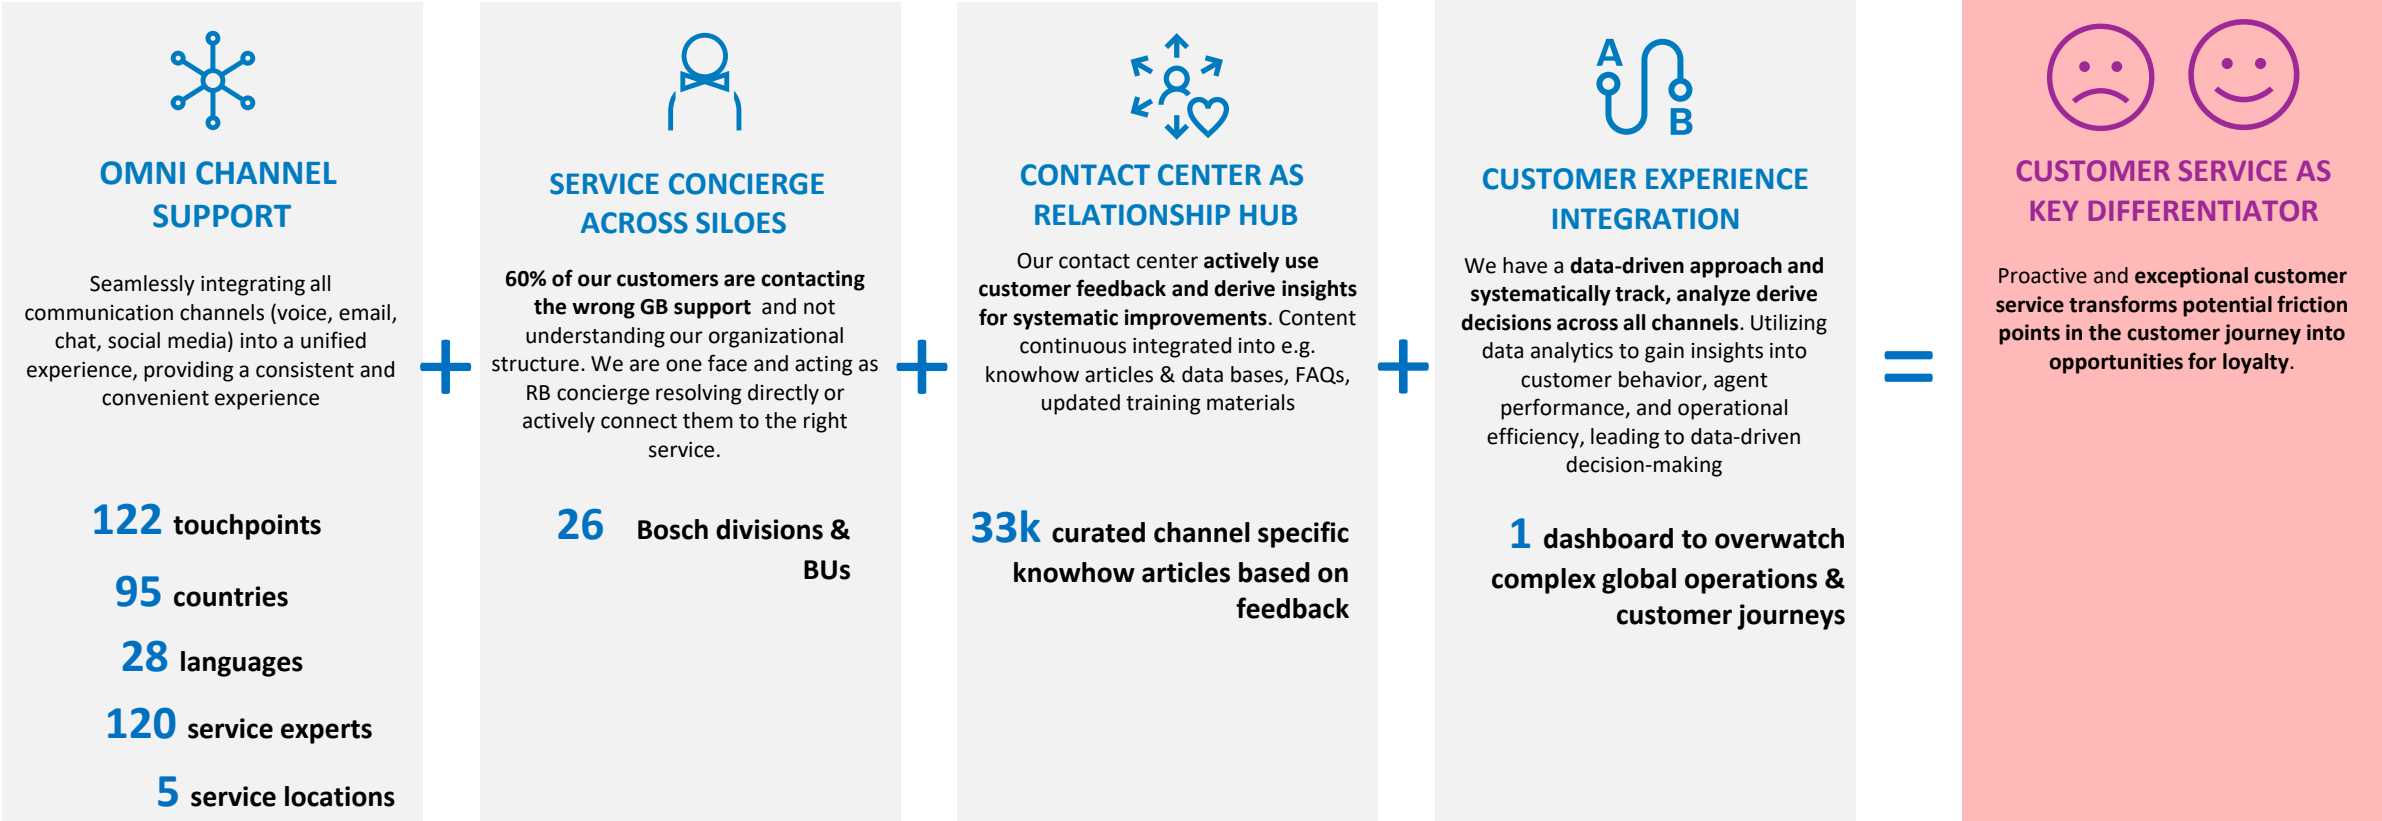 OMNI CHANNEL
SUPPORT
Seamlessly integrating all
communication channels (voice, email,
chat, social media) into a unified
experience, providing a consistent and
convenient experience
122 touchpoints
95 countries
28 languages
120 service experts
5 service locations
+
SERVICE CONCIERGE
ACROSS SILOES
60% of our customers are contacting
the wrong GB support and not
understanding our organizational
structure. We are one face and acting as
RB concierge resolving directly or
actively connect them to the right
service.
26 Bosch divisions &
BUs
+
CONTACT CENTER AS
RELATIONSHIP HUB
Our contact center actively use
customer feedback and derive insights
for systematic improvements. Content
continuous integrated into e.g.
knowhow articles & data bases, FAQs,
updated training materials
33k curated channel specific
knowhow articles based on
feedback
+
A
B
CUSTOMER EXPERIENCE
INTEGRATION
We have a data-driven approach and
systematically track, analyze derive
decisions across all channels. Utilizing
data analytics to gain insights into
customer behavior, agent
performance, and operational
efficiency, leading to data-driven
decision-making
1 dashboard to overwatch
complex global operations &
customer journeys
=
CUSTOMER SERVICE AS
KEY DIFFERENTIATOR
Proactive and exceptional customer
service transforms potential friction
points in the customer journey into
opportunities for loyalty.